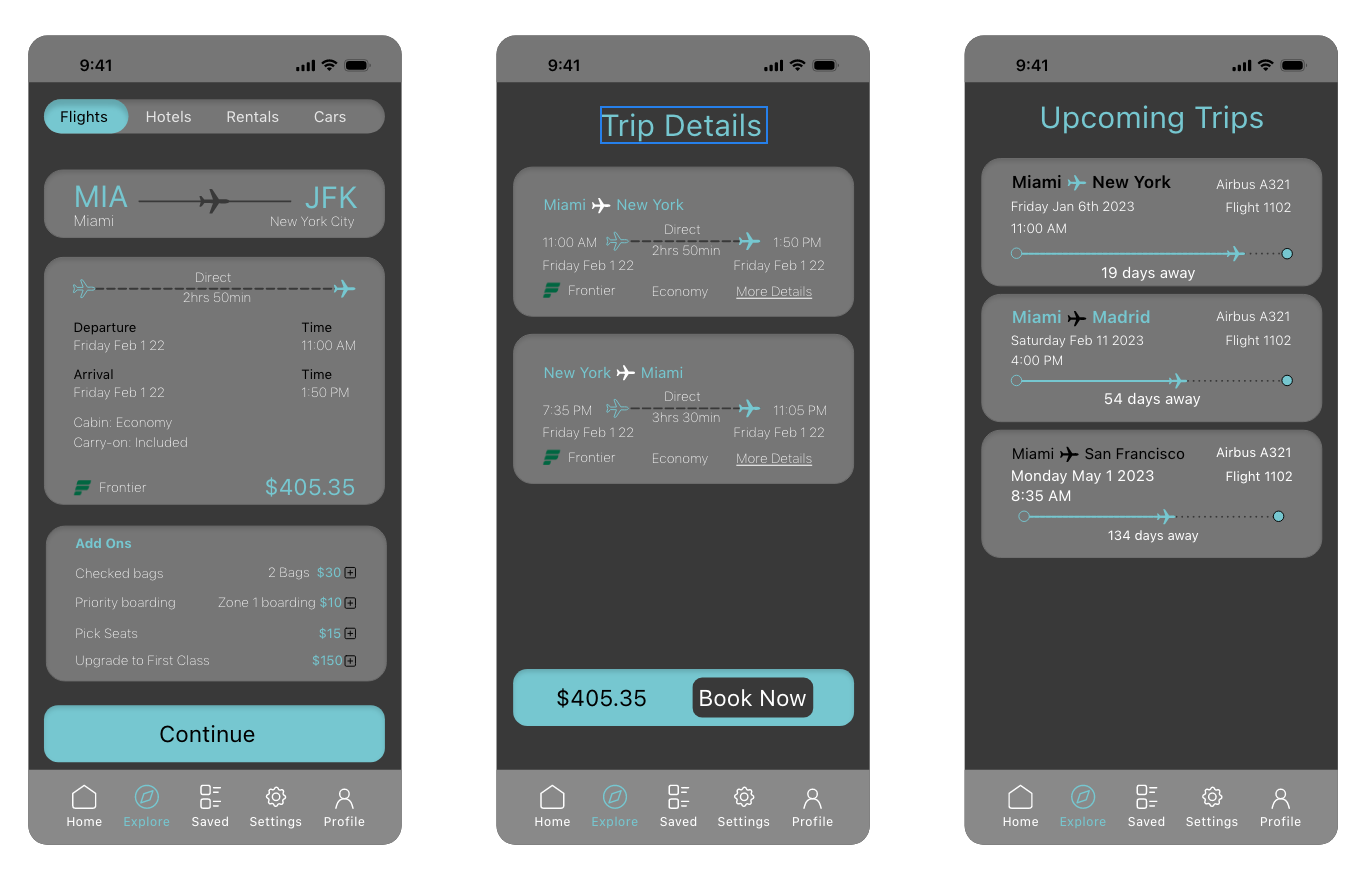 9:41
Flights Hotels Rentals Cars
MIA JFK
Miami New York City
Direct
2hrs 50min
Departure Time
Friday Feb 1 22 11:00 AM
Arrival Time
Friday Feb 1 22 1:50 PM
Cabin: Economy
Carry-on: Included
Frontier $405.35
Add Ons
Checked bags 2 Bags $30
Priority boarding Zone 1 boarding $10
Pick Seats $15
Upgrade to First Class $150
Continue
Home Explore Saved Settings Profile
9:41
Trip Details
Miami New York
Direct
11:00 AM 1:50 PM
2hrs 50min
Friday Feb 1 22 Friday Feb 1 22
Frontier Economy More Details
New York Miami
Direct
7:35 PM 11:05 PM
3hrs 30min
Friday Feb 1 22 Friday Feb 1 22
Frontier Economy More Details
$405.35 Book Now
Home Explore Saved Settings Profile
9:41
Upcoming Trips
Miami New York Airbus A321
Friday Jan 6th 2023 Flight 1102
11:00 AM
19 days away
Miami Madrid Airbus A321
Saturday Feb 11 2023 Flight 1102
4:00 PM
54 days away
Miami San Francisco Airbus A321
Monday May 1 2023 Flight 1102
8:35 AM
134 days away
Home Explore Saved Settings Profile